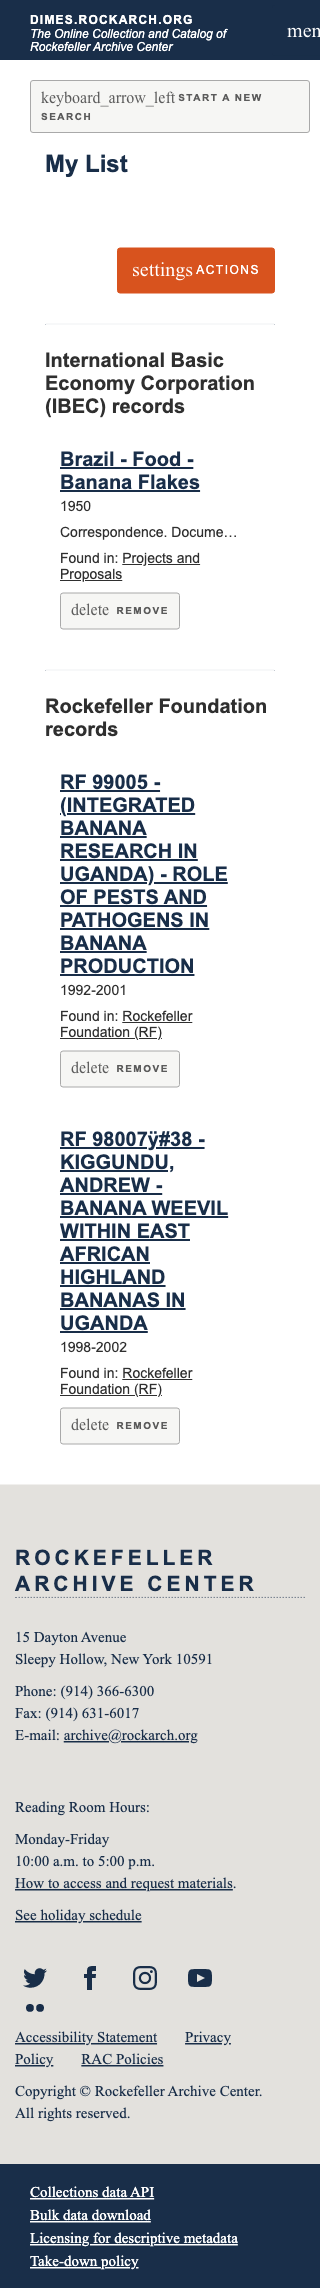 DIMES.ROCKARCH.ORG
The Online Collection and Catalog of
Rockefeller Archive Center
men
keyboard_arrow_left START A NEW
SEARCH
My List
settings ACTIONS
International Basic
Economy Corporation
(IBEC) records
Brazil - Food -
Banana Flakes
1950
Correspondence. Docume…
Found in: Projects and
Proposals
delete REMOVE
Rockefeller Foundation
records
RF 99005 -
(INTEGRATED
BANANA
RESEARCH IN
UGANDA) - ROLE
OF PESTS AND
PATHOGENS IN
BANANA
PRODUCTION
1992-2001
Found in: Rockefeller
Foundation (RF)
delete REMOVE
RF 98007ÿ#38 -
KIGGUNDU,
ANDREW -
BANANA WEEVIL
WITHIN EAST
AFRICAN
HIGHLAND
BANANAS IN
UGANDA
1998-2002
Found in: Rockefeller
Foundation (RF)
delete REMOVE
ROCKEFELLER
ARCHIVE CENTER
15 Dayton Avenue
Sleepy Hollow, New York 10591
Phone: (914) 366-6300
Fax: (914) 631-6017
E-mail: archive@rockarch.org
Reading Room Hours:
Monday-Friday
10:00 a.m. to 5:00 p.m.
How to access and request materials.
See holiday schedule
Accessibility Statement Privacy
Policy RAC Policies
Copyright © Rockefeller Archive Center.
All rights reserved.
Collections data API
Bulk data download
Licensing for descriptive metadata
Take-down policy